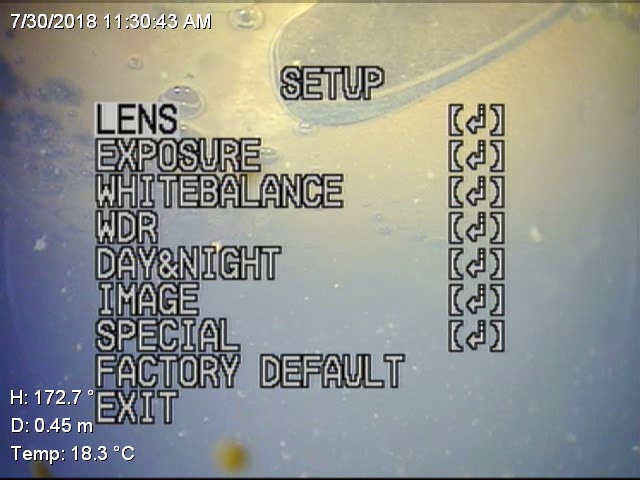 7/30/2018 11:30:43 AM
SETUP
LENS [↲]
EXPOSURE [↲]
WHITEBALANCE [↲]
WDR [↲]
DAY&NIGHT [↲]
IMAGE [↲]
SPECIAL [↲]
FACTORY DEFAULT
EXIT
H: 172.7 °
D: 0.45 m
Temp: 18.3 °C